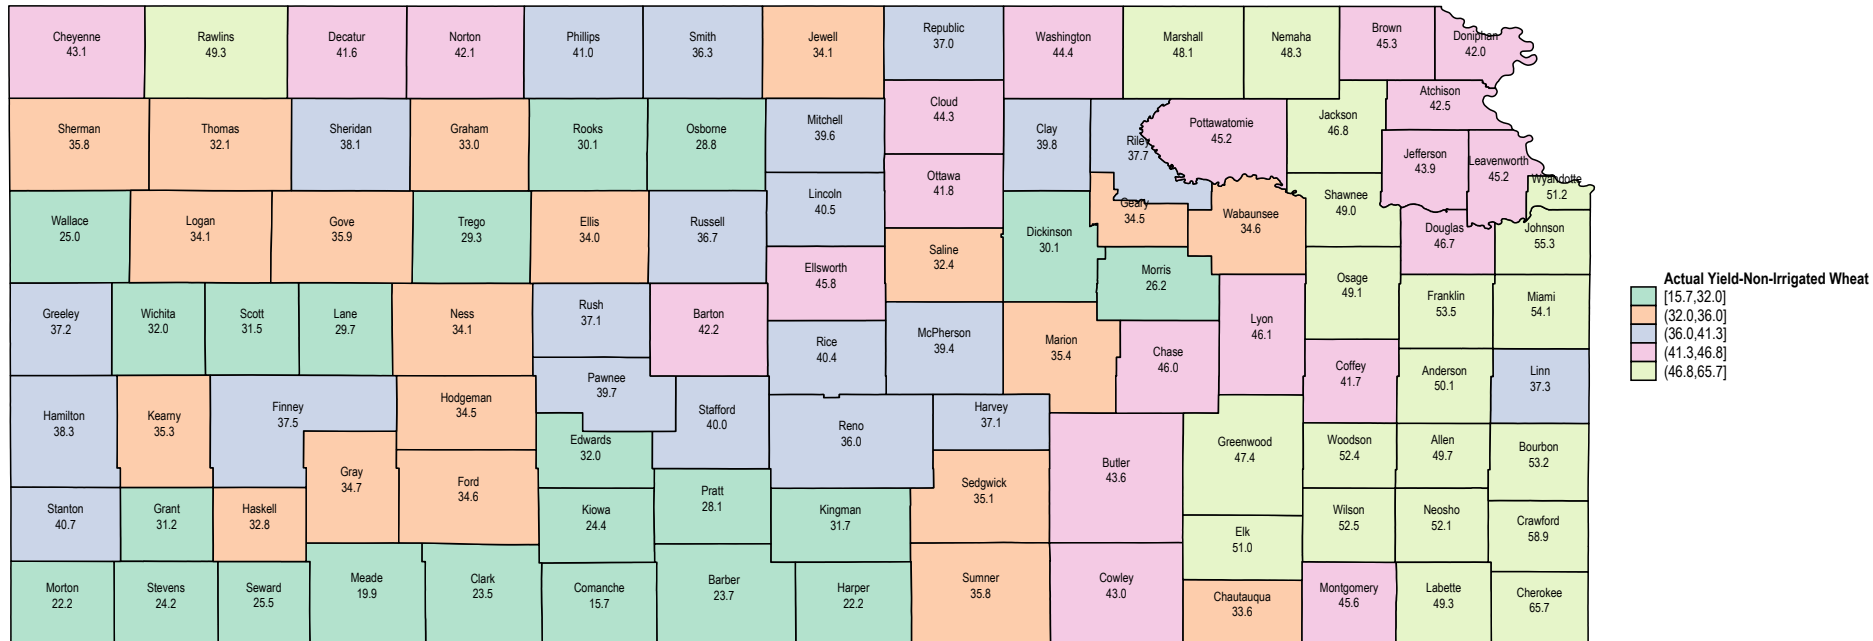 Cheyenne
43.1
Rawlins
49.3
Decatur
41.6
Norton
42.1
Phillips
41.0
Smith
36.3
Jewell
34.1
Republic
37.0
Washington
44.4
Marshall
48.1
Nemaha
48.3
Brown
45.3
Doniphan
42.0
Sherman
35.8
Thomas
32.1
Sheridan
38.1
Graham
33.0
Rooks
30.1
Osborne
28.8
Mitchell
39.6
Cloud
44.3
Clay
39.8
Riley
37.7
Pottawatomie
45.2
Jackson
46.8
Atchison
42.5
Jefferson
43.9
Leavenworth
45.2
Wyandotte
51.2
Wallace
25.0
Logan
34.1
Gove
35.9
Trego
29.3
Ellis
34.0
Russell
36.7
Lincoln
40.5
Ottawa
41.8
Saline
32.4
Dickinson
30.1
Geary
34.5
Wabaunsee
34.6
Shawnee
49.0
Douglas
46.7
Johnson
55.3
Ellsworth
45.8
Morris
26.2
Osage
49.1
Franklin
53.5
Miami
54.1
Greeley
37.2
Wichita
32.0
Scott
31.5
Lane
29.7
Ness
34.1
Rush
37.1
Barton
42.2
Rice
40.4
McPherson
39.4
Marion
35.4
Chase
46.0
Lyon
46.1
Coffey
41.7
Anderson
50.1
Linn
37.3
Hamilton
38.3
Kearny
35.3
Finney
37.5
Hodgeman
34.5
Pawnee
39.7
Stafford
40.0
Reno
36.0
Harvey
37.1
Edwards
32.0
Gray
34.7
Ford
34.6
Butler
43.6
Greenwood
47.4
Woodson
52.4
Allen
49.7
Bourbon
53.2
Stanton
40.7
Grant
31.2
Haskell
32.8
Kiowa
24.4
Pratt
28.1
Kingman
31.7
Sedgwick
35.1
Elk
51.0
Wilson
52.5
Neosho
52.1
Crawford
58.9
Morton
22.2
Stevens
24.2
Seward
25.5
Meade
19.9
Clark
23.5
Comanche
15.7
Barber
23.7
Harper
22.2
Sumner
35.8
Cowley
43.0
Chautauqua
33.6
Montgomery
45.6
Labette
49.3
Cherokee
65.7
Actual Yield-Non-Irrigated Wheat
[15.7,32.0]
(32.0,36.0]
(36.0,41.3]
(41.3,46.8]
(46.8,65.7]